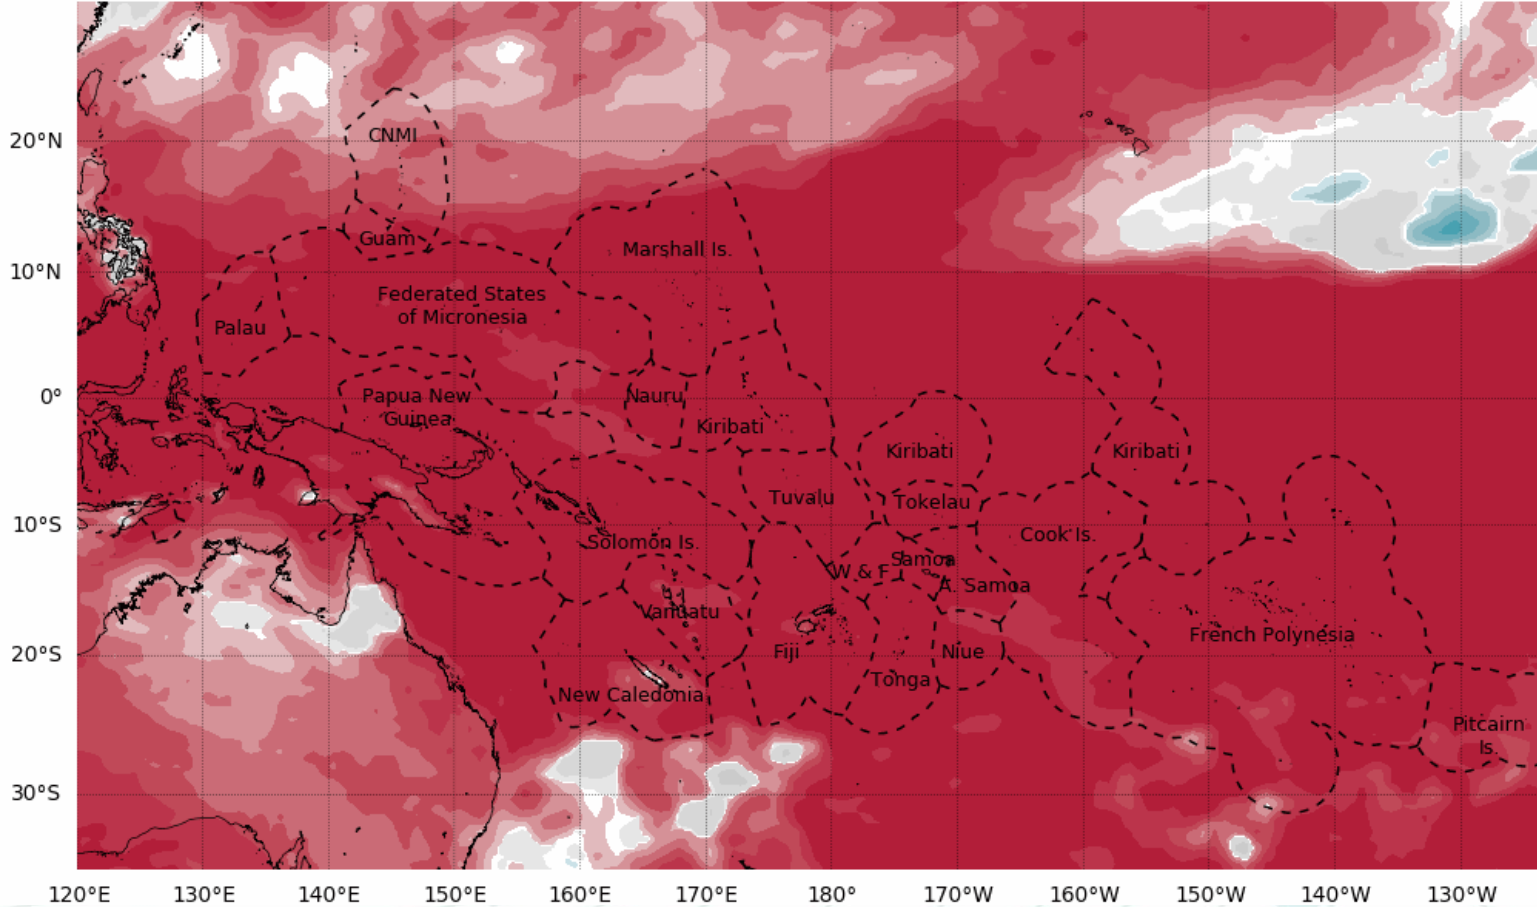 20°N
CNMI
Guam
Marshall Is.
10°N
Federated States
of Micronesia
Palau
0°
Papua New
Guinea
Nauru
Kiribati
Kiribati
Kiribati
Tuvalu
Tokelau
10°S
Solomon Is.
Cook Is.
W & F
Samoa
A. Samoa
Vanuatu
French Polynesia
20°S
Fiji
Niue
Tonga
New Caledonia
Pitcairn
Is.
30°S
120°E 130°E 140°E 150°E 160°E 170°E 180° 170°W 160°W 150°W 140°W 130°W